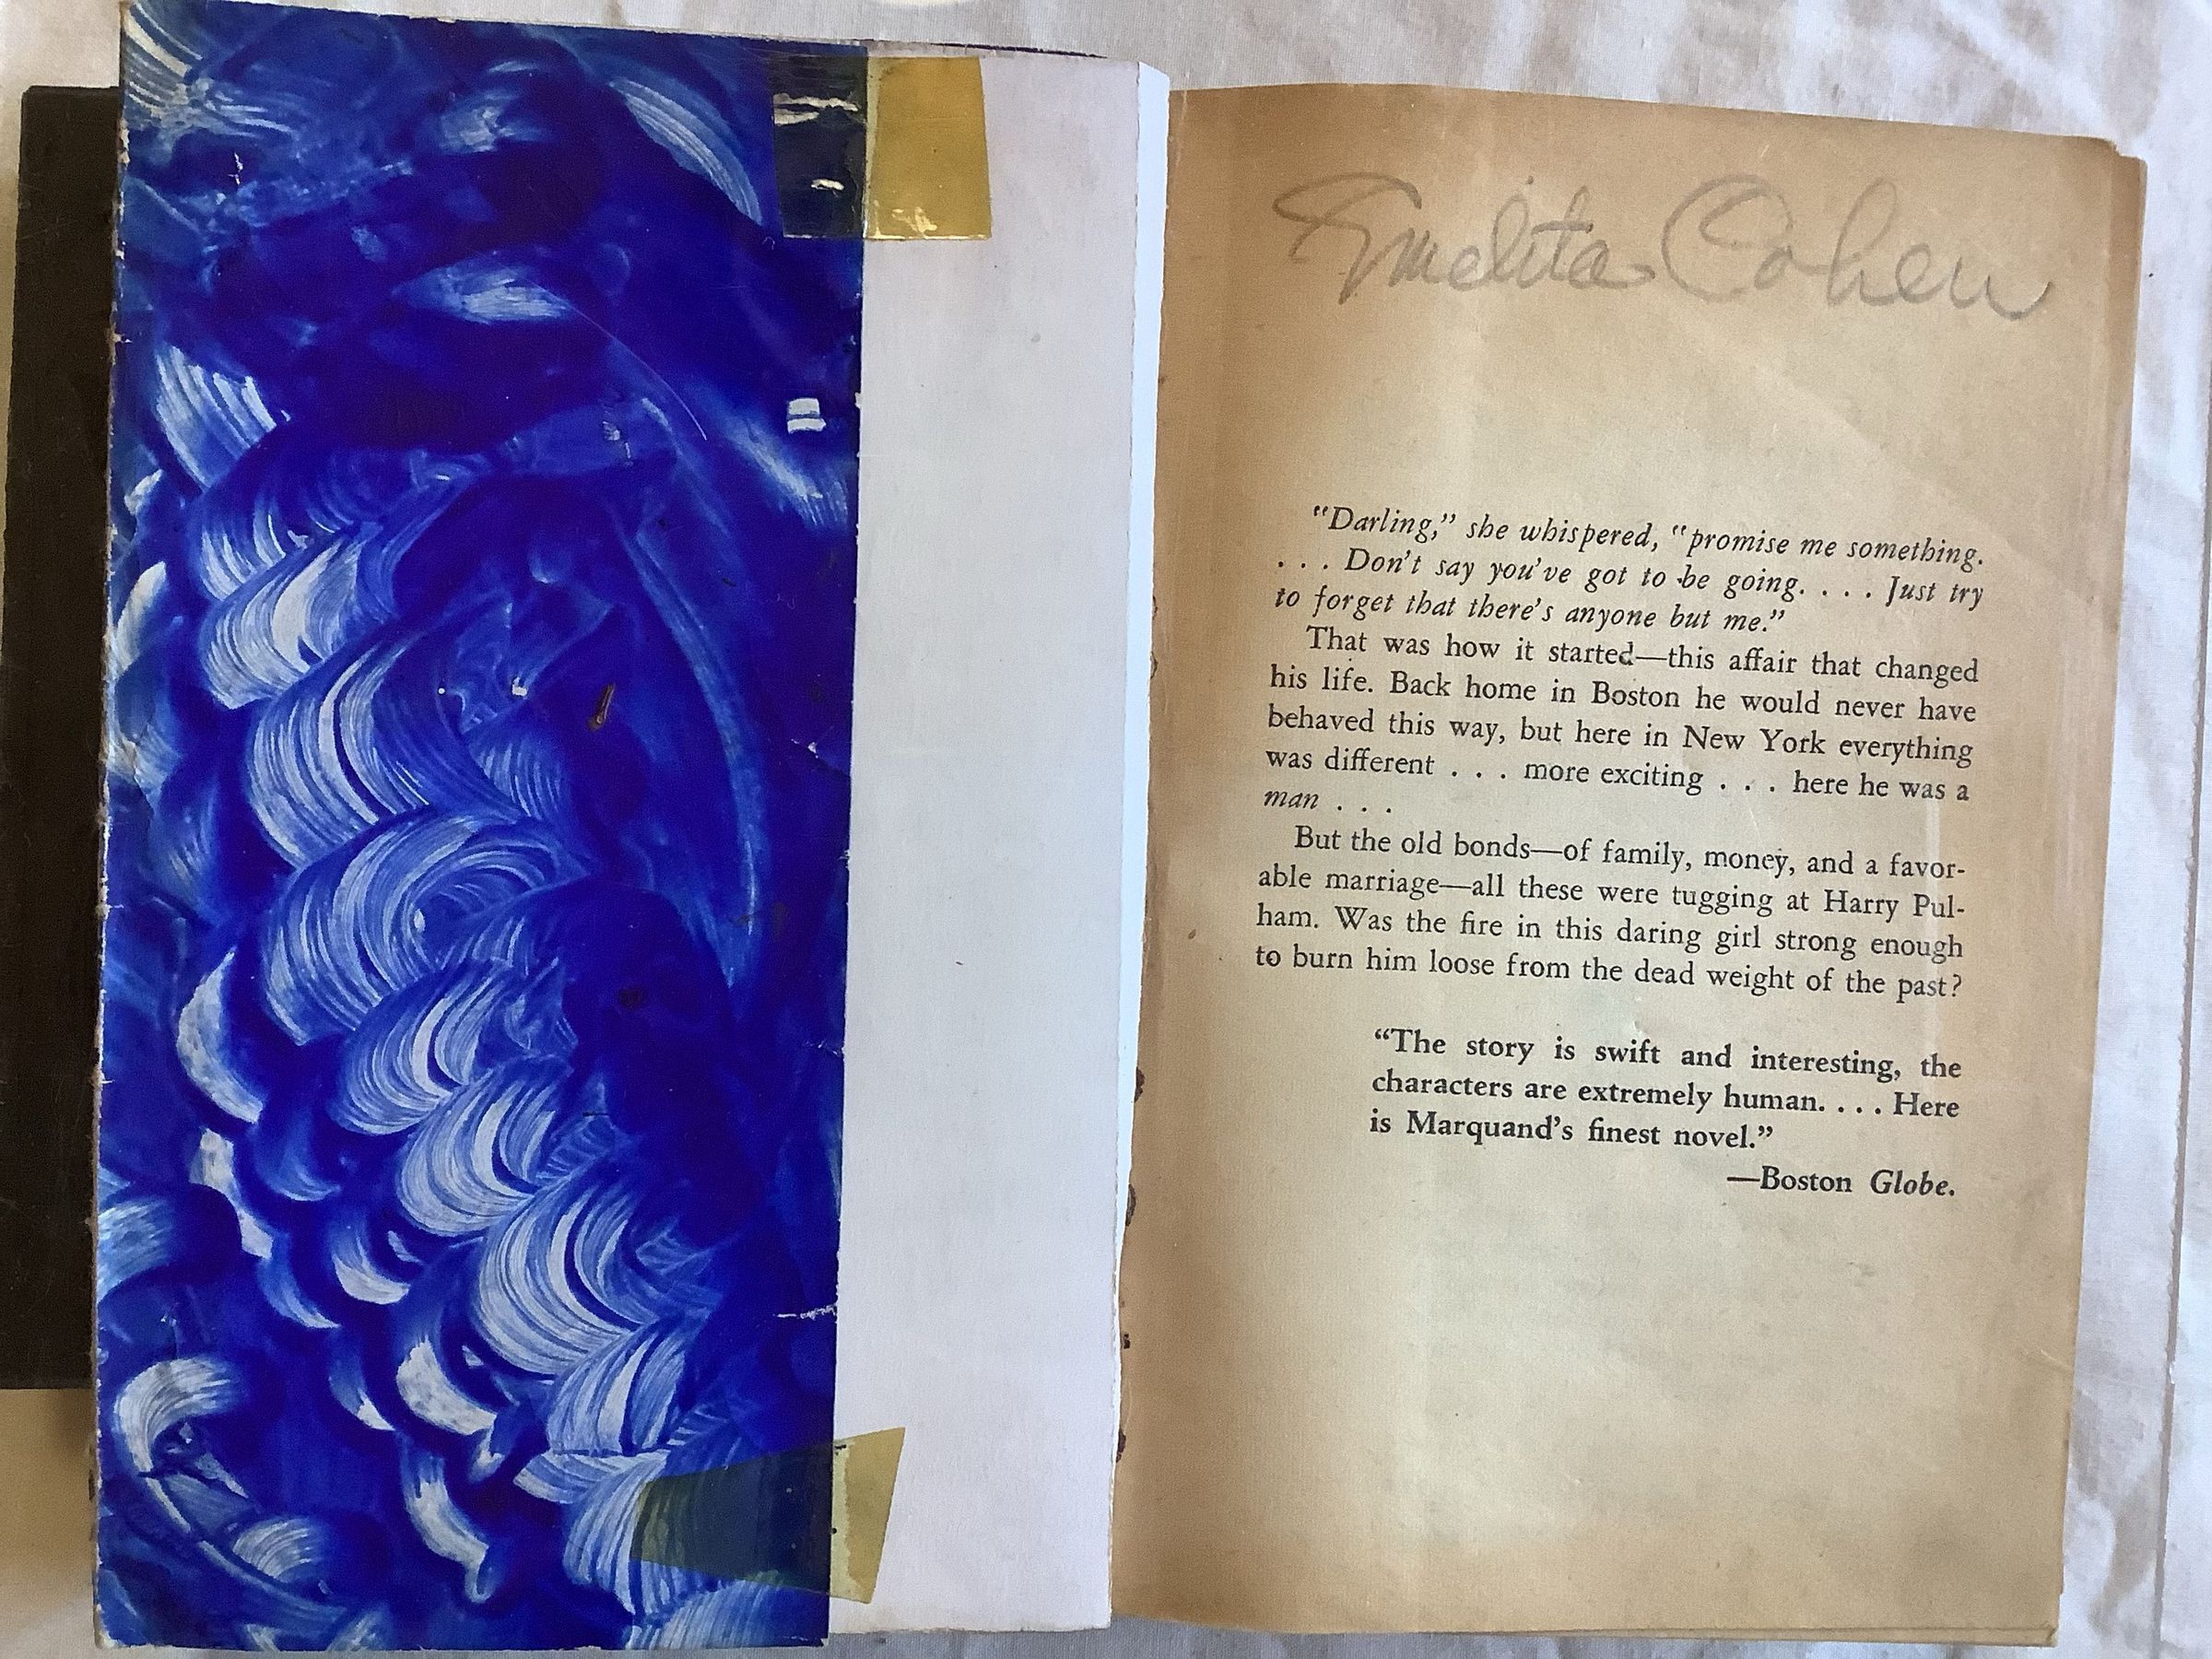 Emelita Cohen
"Darling," she whispered, "promise me something.
. . . Don't say you've got to be going. . . . Just try
to forget that there's anyone but me."
That was how it started—this affair that changed
his life. Back home in Boston he would never have
behaved this way, but here in New York everything
was different . . . more exciting . . . here he was a
man . . .
But the old bonds—of family, money, and a favor-
able marriage—all these were tugging at Harry Pul-
ham. Was the fire in this daring girl strong enough
to burn him loose from the dead weight of the past?
"The story is swift and interesting, the
characters are extremely human. . . . Here
is Marquand's finest novel."
—Boston Globe.